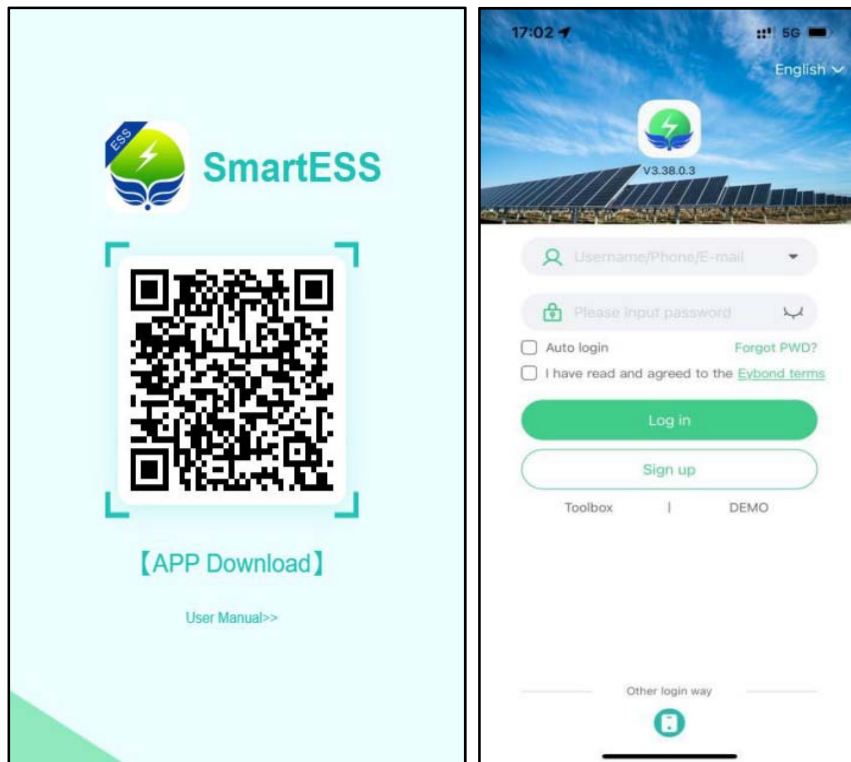 ESS
SmartESS
【APP Download】
User Manual>>
17:02
5G
English
V3.38.0.3
Username/Phone/E-mail
Please input password
Auto login
Forgot PWD?
I have read and agreed to the Eybond terms
Log in
Sign up
Toolbox | DEMO
Other login way